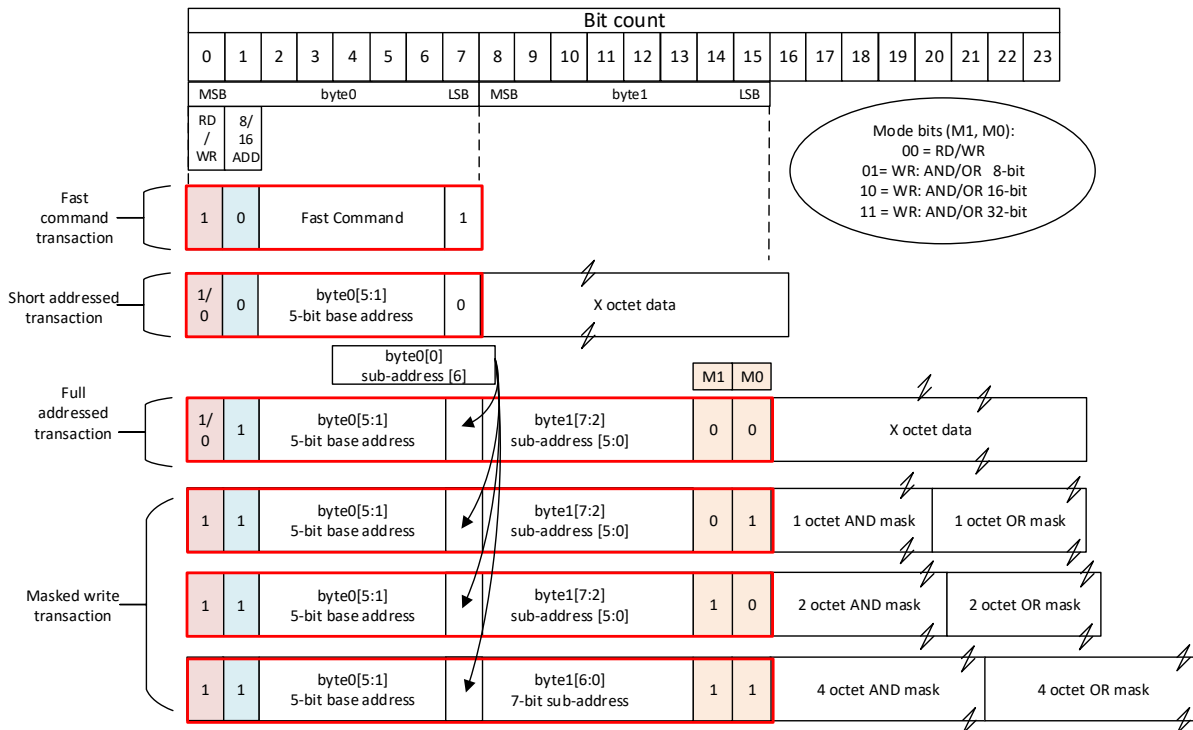 Bit count
0 1 2 3 4 5 6 7 8 9 10 11 12 13 14 15 16 17 18 19 20 21 22 23
MSB byte0 LSB MSB byte1 LSB
RD
/
WR
8/
16
ADD
Mode bits (M1, M0):
00 = RD/WR
01= WR: AND/OR 8-bit
10 = WR: AND/OR 16-bit
11 = WR: AND/OR 32-bit
Fast
command
transaction
1 0 Fast Command 1
Short addressed
transaction
1/
0
0
byte0[5:1]
5-bit base address
0
X octet data
byte0[0]
sub-address [6]
M1 M0
Full
addressed
transaction
1/
0
1
byte0[5:1]
5-bit base address
byte1[7:2]
sub-address [5:0]
0 0
X octet data
Masked write
transaction
1 1
byte0[5:1]
5-bit base address
byte1[7:2]
sub-address [5:0]
0 1
1 octet AND mask
1 octet OR mask
1 1
byte0[5:1]
5-bit base address
byte1[7:2]
sub-address [5:0]
1 0
2 octet AND mask
2 octet OR mask
1 1
byte0[5:1]
5-bit base address
byte1[6:0]
7-bit sub-address
1 1
4 octet AND mask
4 octet OR mask